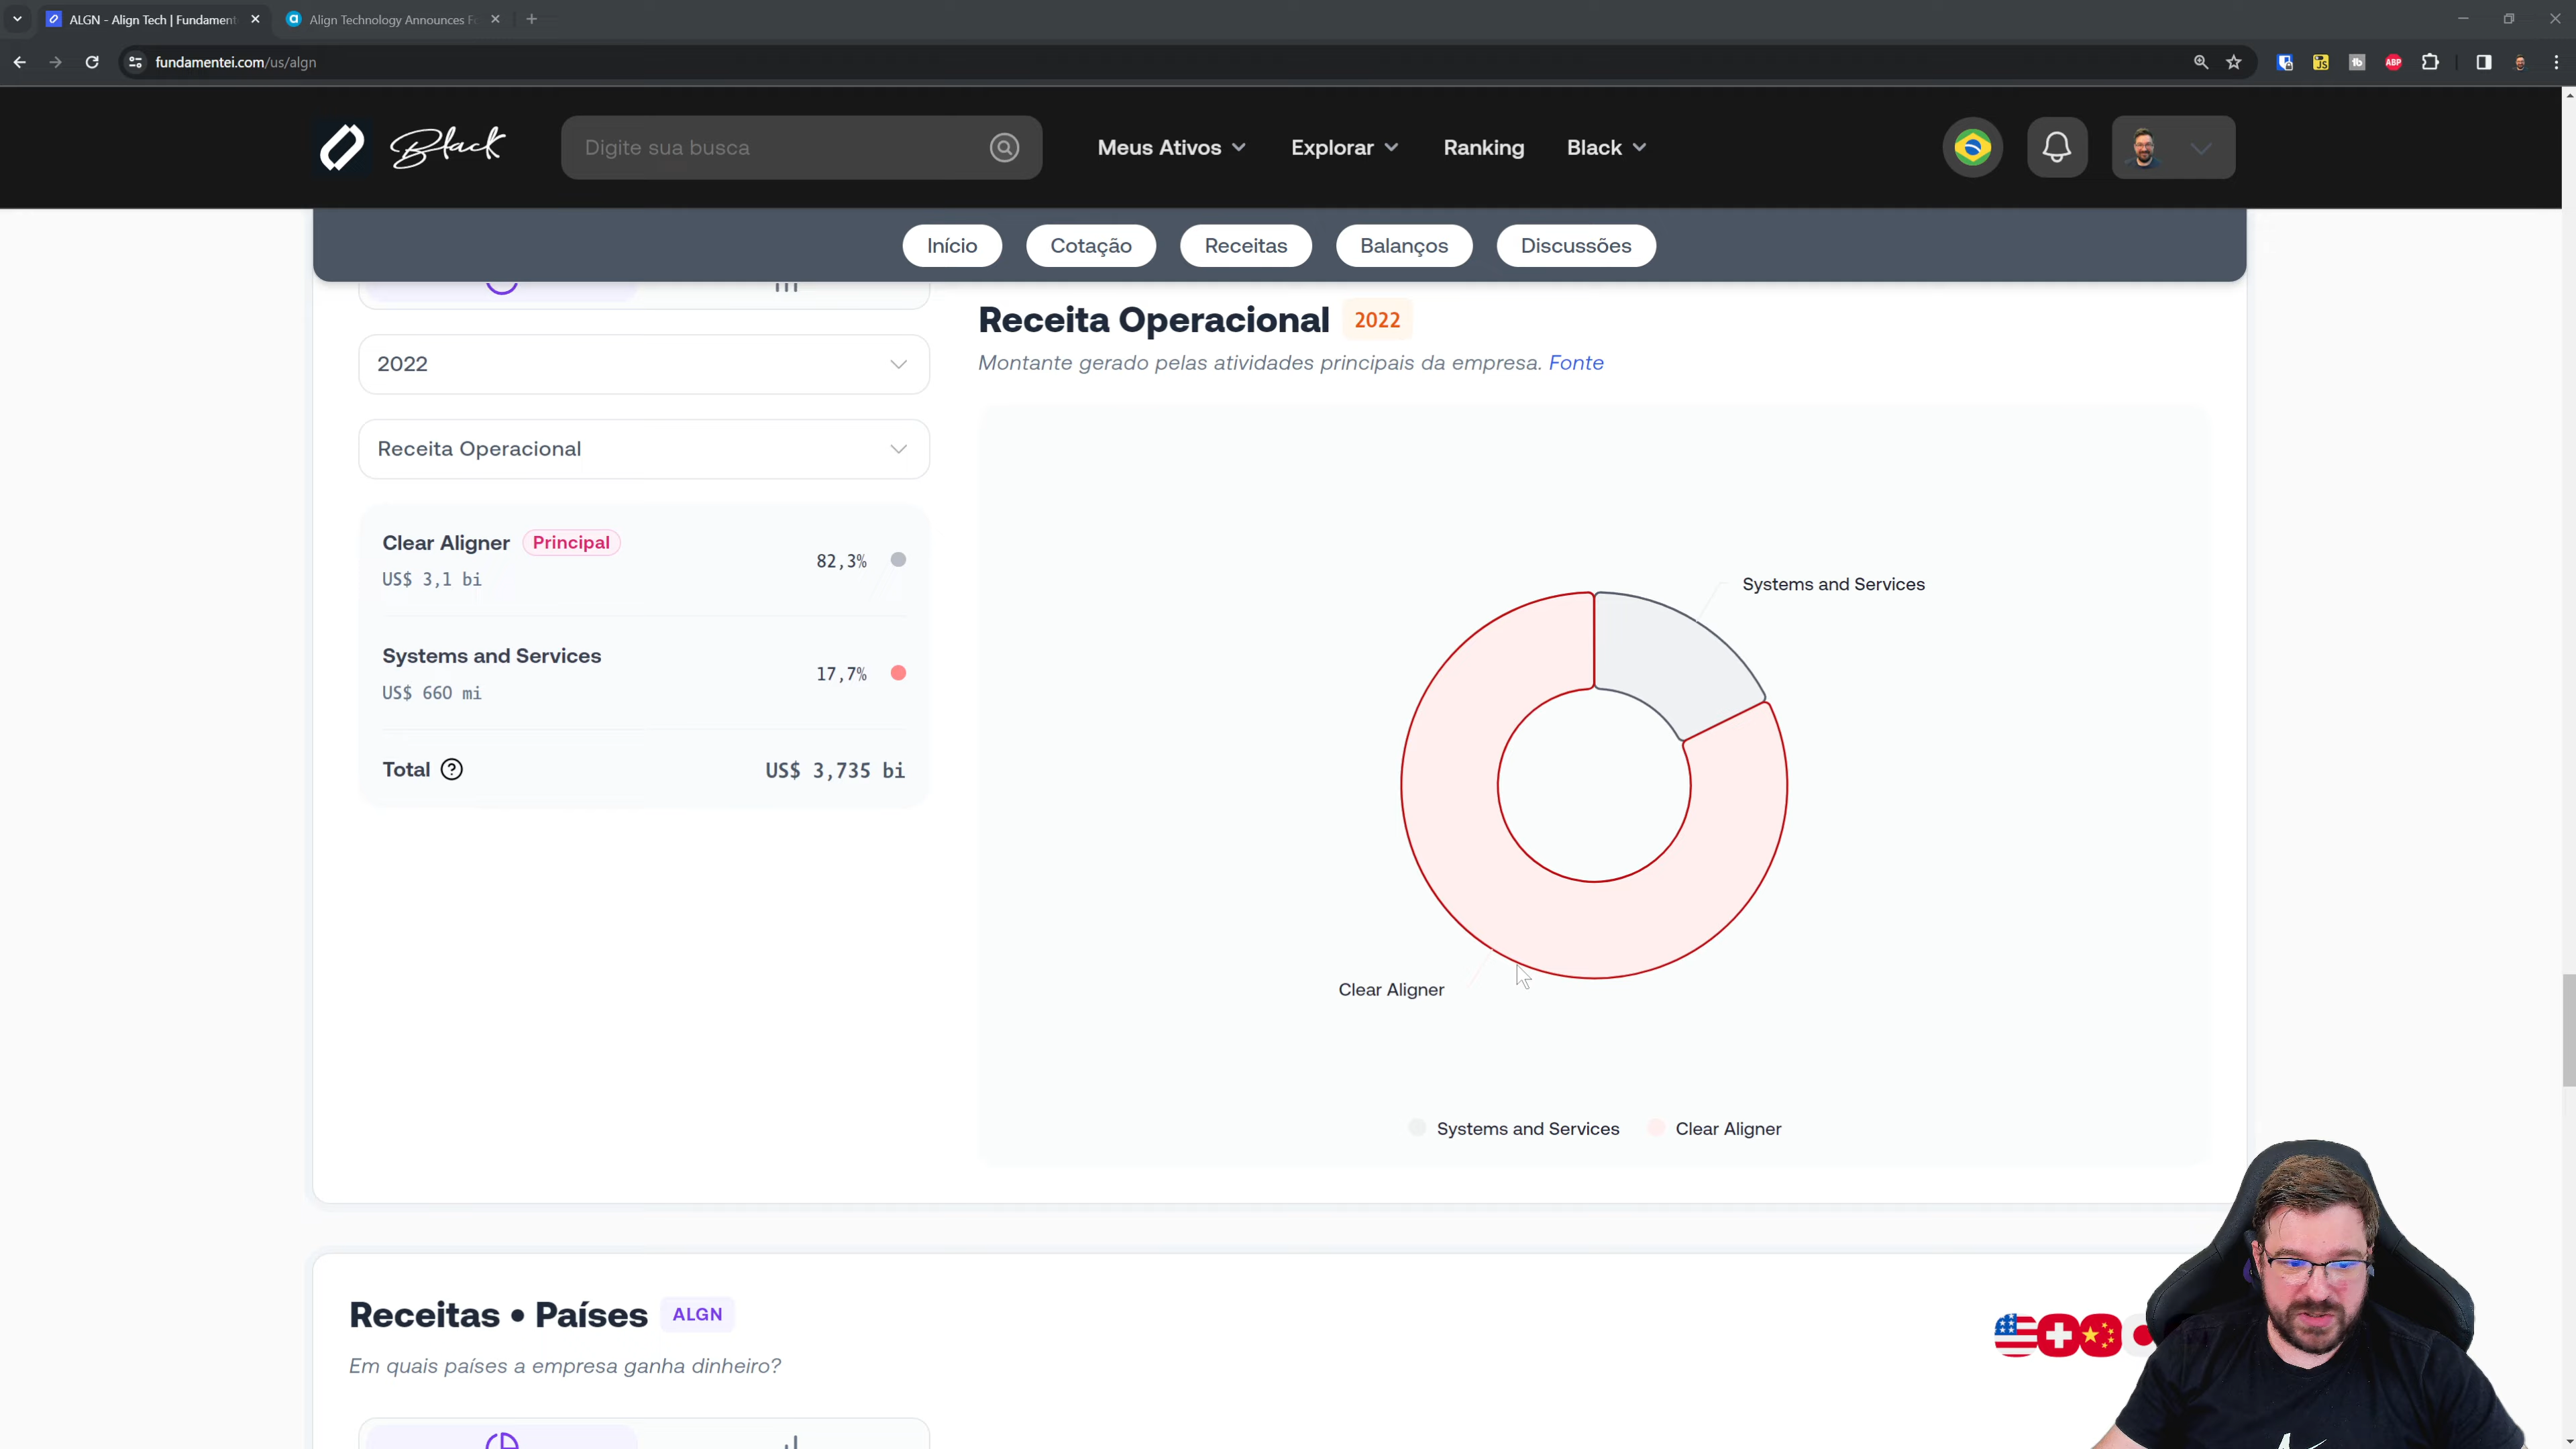 ALGN - Align Tech | Fundament
Align Technology Announces Fo
fundamentei.com/us/algn
ABP
Black
Digite sua busca
Meus Ativos
Explorar
Ranking
Black
Início
Cotação
Receitas
Balanços
Discussões
2022
Receita Operacional
Clear Aligner Principal
US$ 3,1 bi
82,3%
Systems and Services
US$ 660 mi
17,7%
Total ?
US$ 3,735 bi
Receita Operacional 2022
Montante gerado pelas atividades principais da empresa. Fonte
Systems and Services
Clear Aligner
Systems and Services
Clear Aligner
Receitas • Países ALGN
Em quais países a empresa ganha dinheiro?